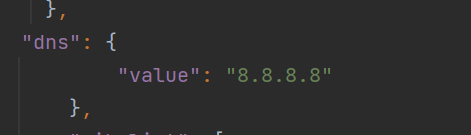 },
"dns": {
"value": "8.8.8.8"
},